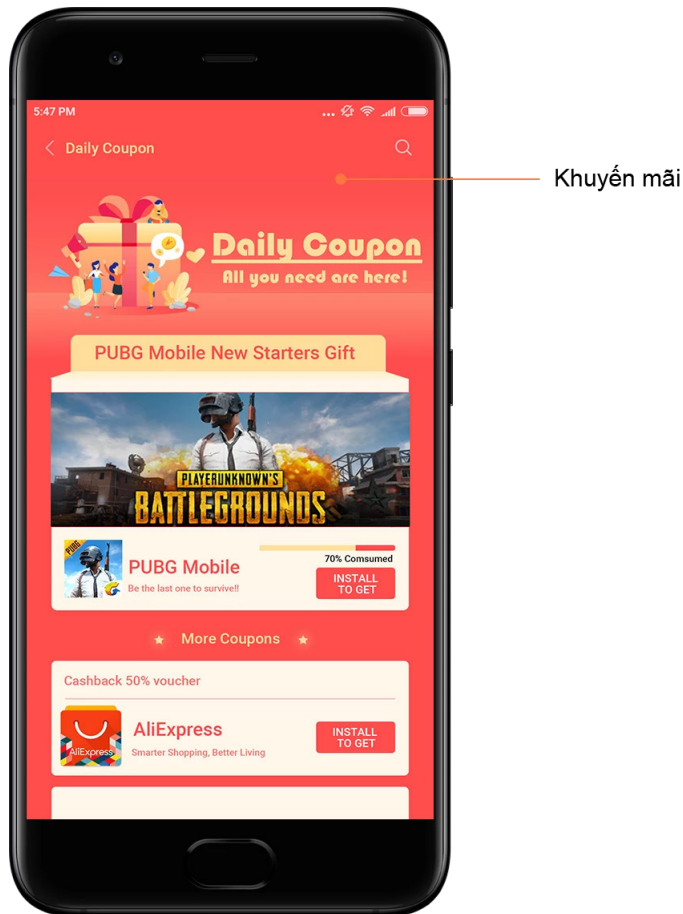 5:47 PM
Daily Coupon
Khuyến mãi
Daily Coupon
All you need are here!
PUBG Mobile New Starters Gift
PLAYERUNKNOWN'S
BATTLEGROUNDS
PUBG
PUBG Mobile
Be the last one to survive!!
70% Comsumed
INSTALL
TO GET
More Coupons
Cashback 50% voucher
AliExpress
AliExpress
Smarter Shopping, Better Living
INSTALL
TO GET